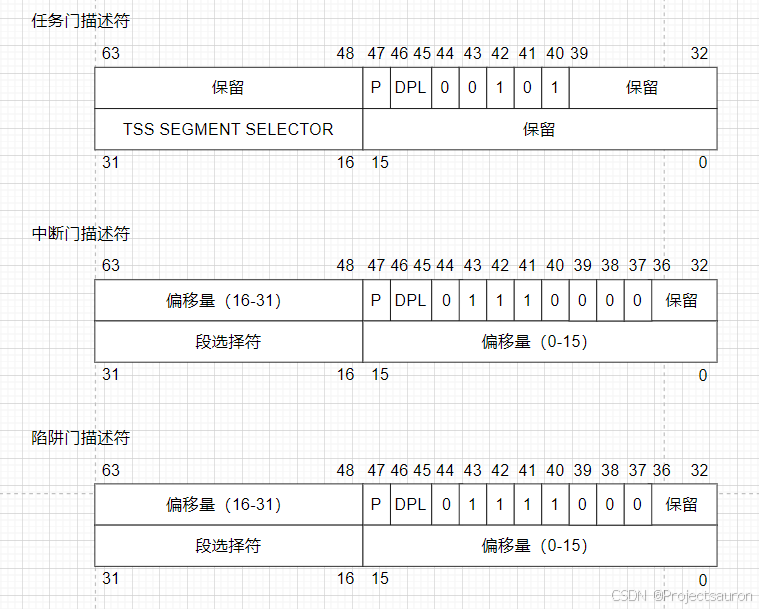 任务门描述符
63 48 47 46 45 44 43 42 41 40 39 32
保留 P DPL 0 0 1 0 1 保留
TSS SEGMENT SELECTOR 保留
31 16 15 0
中断门描述符
63 48 47 46 45 44 43 42 41 40 39 38 37 36 32
偏移量（16-31） P DPL 0 1 1 1 0 0 0 0 保留
段选择符 偏移量（0-15）
31 16 15 0
陷阱门描述符
63 48 47 46 45 44 43 42 41 40 39 38 37 36 32
偏移量（16-31） P DPL 0 1 1 1 1 0 0 0 保留
段选择符 偏移量（0-15）
31 16 15 0
CSDN @Projectsauron